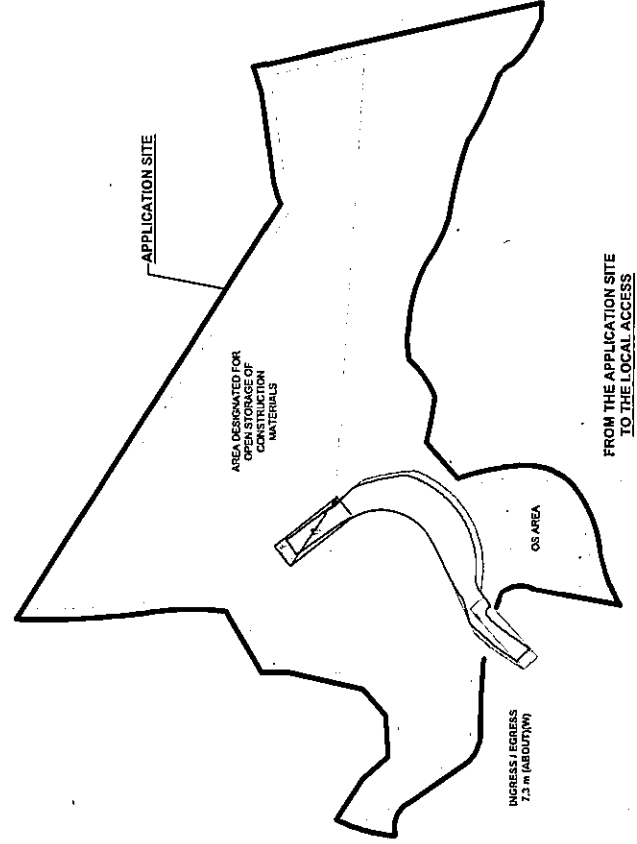 APPLICATION SITE
AREA DESIGNATED FOR
OPEN STORAGE OF
CONSTRUCTION
MATERIALS
OS AREA
FROM THE APPLICATION SITE
TO THE LOCAL ACCESS
INGRESS / EGRESS
7.3 m (ABOUT)(W)